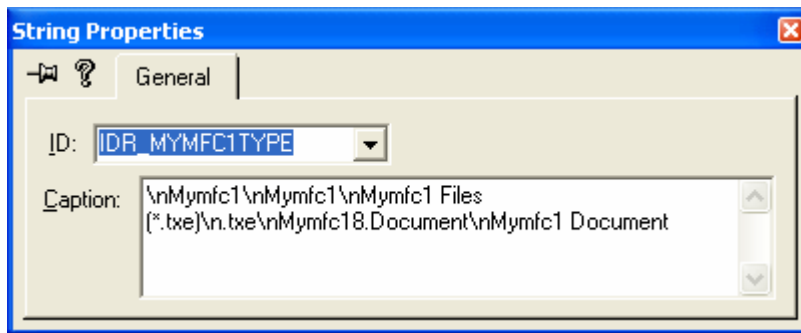 String Properties
General
ID: IDR_MYMFC1TYPE
Caption: \nMymfc1\nMymfc1\nMymfc1 Files
(*.txe)\n.txe\nMymfc18.Document\nMymfc1 Document